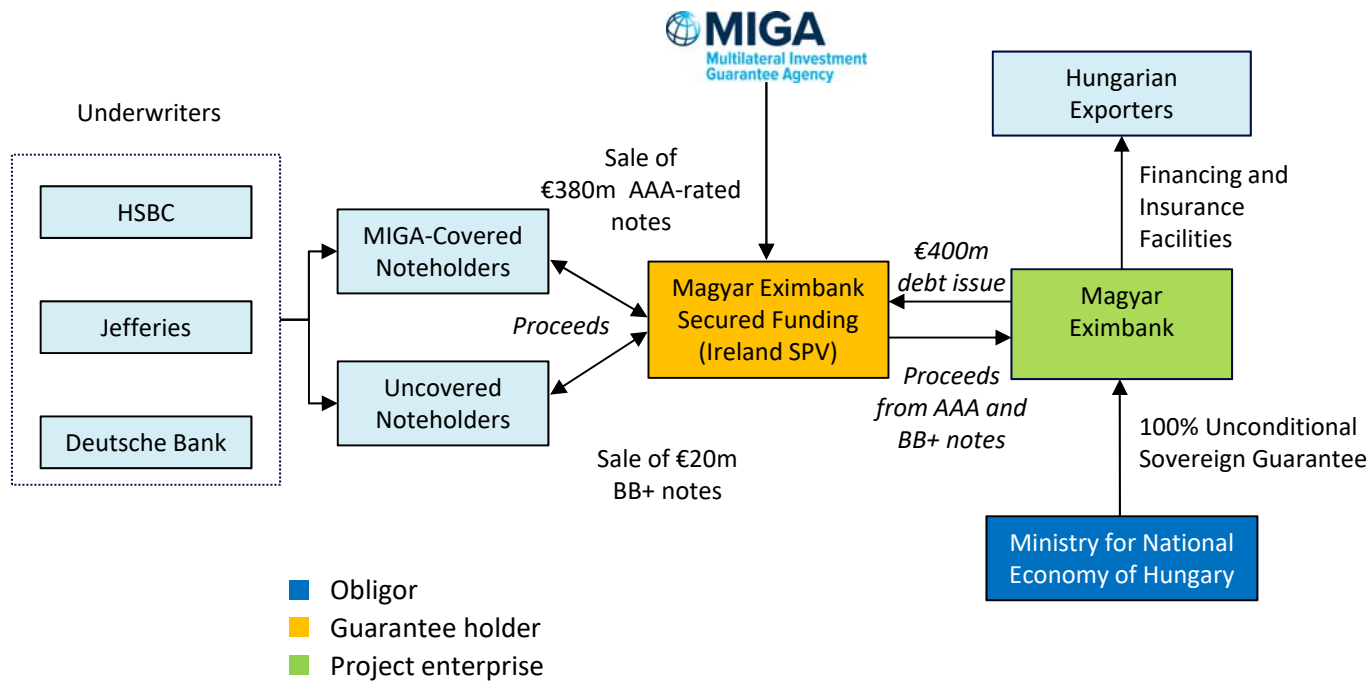 MIGA
Multilateral Investment
Guarantee Agency
Underwriters
HSBC
Jefferies
Deutsche Bank
MIGA-Covered
Noteholders
Uncovered
Noteholders
Sale of
€380m AAA-rated
notes
Proceeds
Sale of €20m
BB+ notes
Magyar Eximbank
Secured Funding
(Ireland SPV)
€400m
debt issue
Proceeds
from AAA and
BB+ notes
Hungarian
Exporters
Financing and
Insurance
Facilities
Magyar
Eximbank
100% Unconditional
Sovereign Guarantee
Ministry for National
Economy of Hungary
Obligor
Guarantee holder
Project enterprise